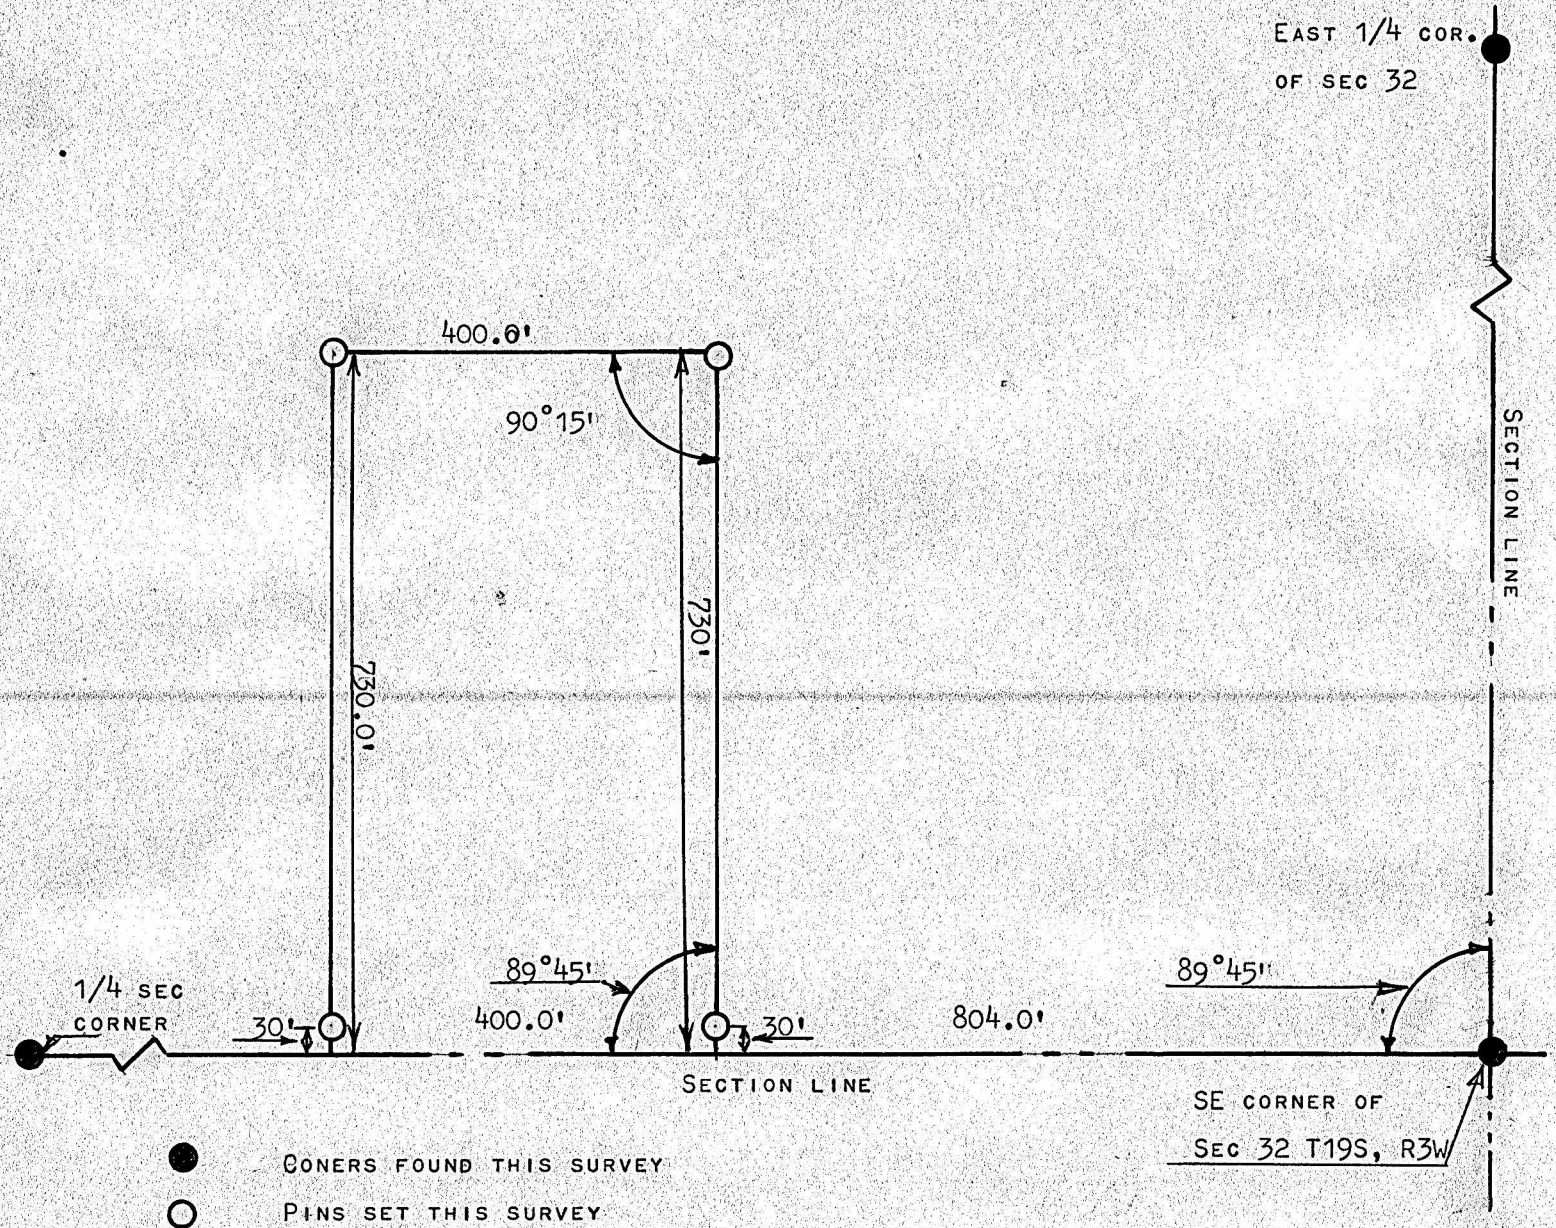 EAST 1/4 COR.
OF SEC 32
400.0'
90°15'
SECTION LINE
730'
730.0'
89°45'
89°45'
1/4 SEC
CORNER
30'
400.0'
30'
804.0'
SECTION LINE
SE CORNER OF
SEC 32 T19S, R3W
CONERS FOUND THIS SURVEY
PINS SET THIS SURVEY